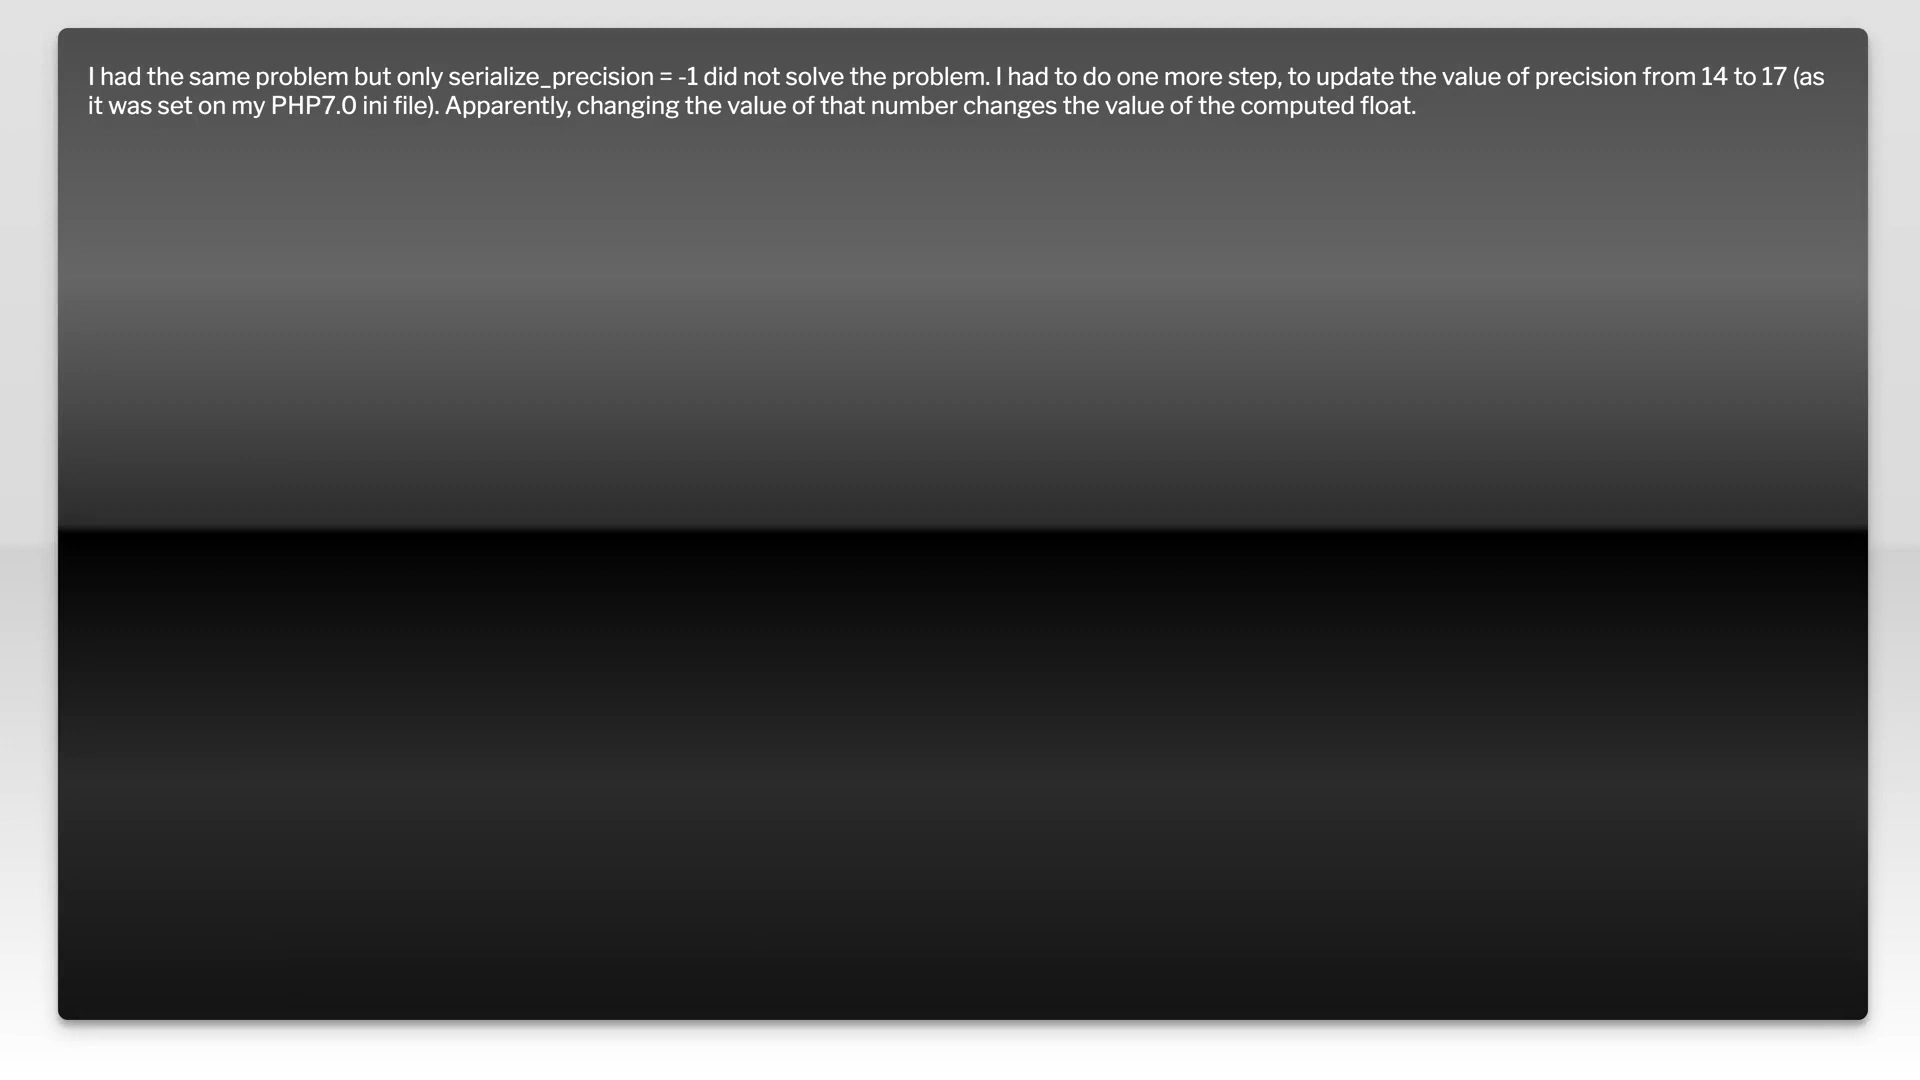 I had the same problem but only serialize_precision = -1 did not solve the problem. I had to do one more step, to update the value of precision from 14 to 17 (as
it was set on my PHP7.0 ini file). Apparently, changing the value of that number changes the value of the computed float.